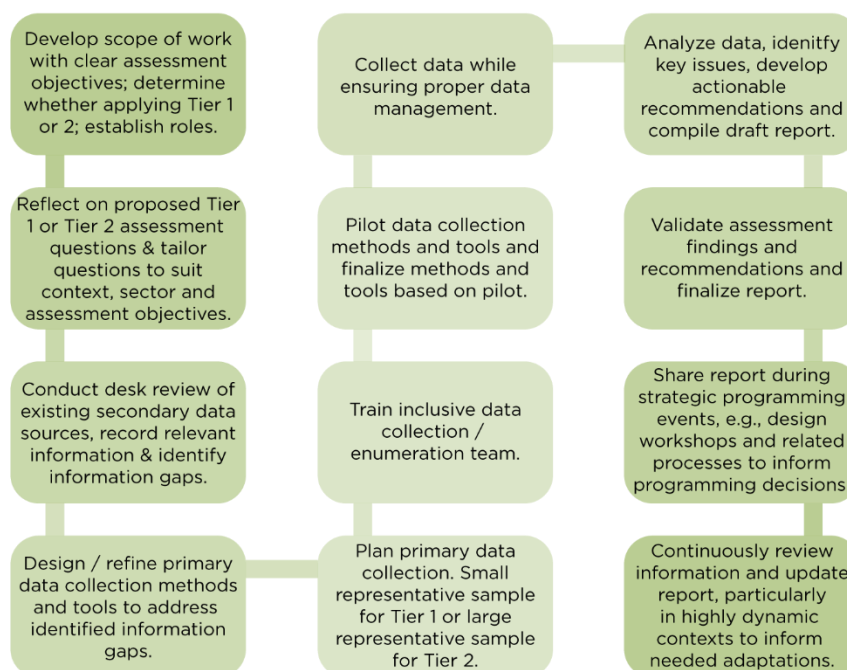 Develop scope of work
with clear assessment
objectives; determine
whether applying Tier 1
or 2; establish roles.
Reflect on proposed Tier
1 or Tier 2 assessment
questions & tailor
questions to suit
context, sector and
assessment objectives.
Conduct desk review of
existing secondary data
sources, record relevant
information & identify
information gaps.
Design / refine primary
data collection methods
and tools to address
identified information
gaps.
Plan primary data
collection. Small
representative sample
for Tier 1 or large
representative sample
for Tier 2.
Train inclusive data
collection /
enumeration team.
Pilot data collection
methods and tools and
finalize methods and
tools based on pilot.
Collect data while
ensuring proper data
management.
Analyze data, idenitfy
key issues, develop
actionable
recommendations and
compile draft report.
Validate assessment
findings and
recommendations and
finalize report.
Share report during
strategic programming
events, e.g., design
workshops and related
processes to inform
programming decisions
Continuously review
information and update
report, particularly
in highly dynamic
contexts to inform
needed adaptations.